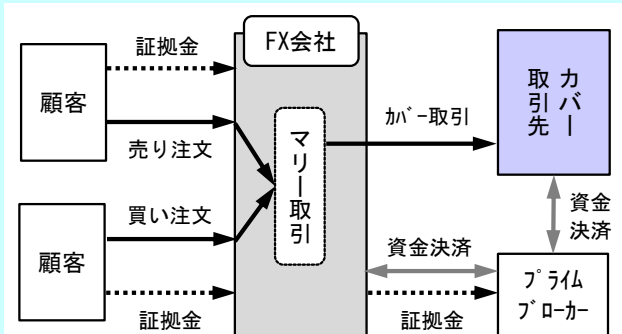 FX会社
証拠金
顧客
売り注文
マリー取引
ｶﾊﾞｰ取引
カバー
取引先
買い注文
顧客
証拠金
資金決済
証拠金
資金
決済
ﾌﾟﾗｲﾑ
ﾌﾞﾛｰｶｰ